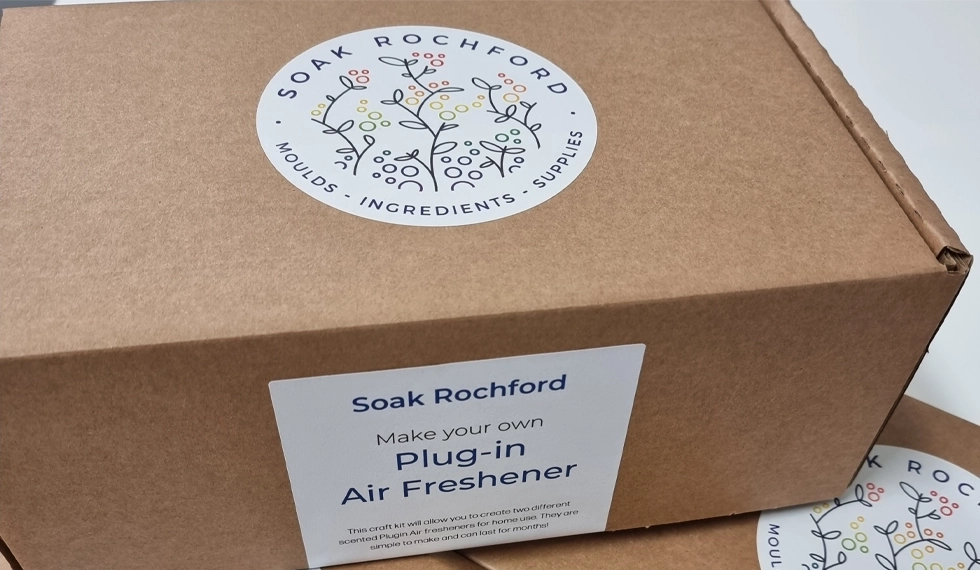 SOAK ROCHFORD
MOULDS - INGREDIENTS - SUPPLIES
Soak Rochford
Make your own
Plug-in
Air Freshener
This craft kit will allow you to create two different
scented Plugin Air fresheners for home use. They are
simple to make and can last for months!
K ROC
MOUL